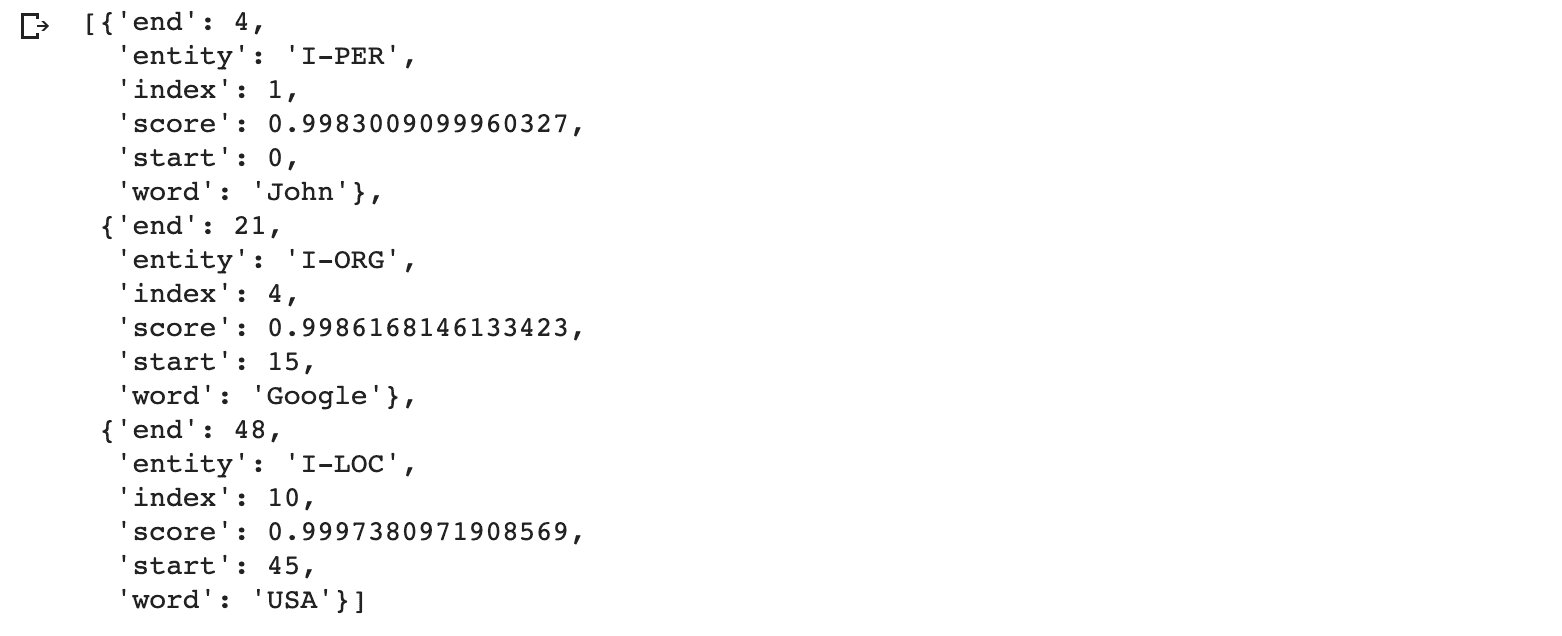 [{'end': 4,
'entity': 'I-PER',
'index': 1,
'score': 0.9983009099960327,
'start': 0,
'word': 'John'},
{'end': 21,
'entity': 'I-ORG',
'index': 4,
'score': 0.9986168146133423,
'start': 15,
'word': 'Google'},
{'end': 48,
'entity': 'I-LOC',
'index': 10,
'score': 0.9997380971908569,
'start': 45,
'word': 'USA'}]